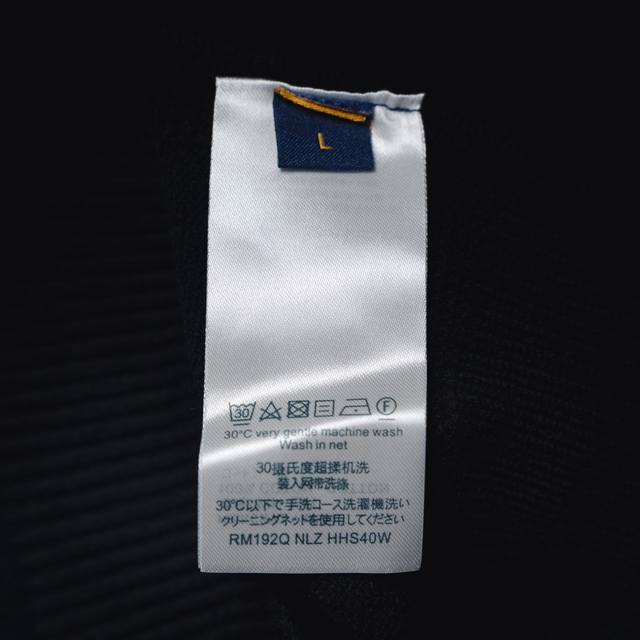 L
30
F
30°C very gentle machine wash
Wash in net
30摄氏度超揉机洗
装入网带洗涤
30℃以下で手洗コース洗濯機洗い
クリーニングネットを使用してください
RM192Q NLZ HHS40W